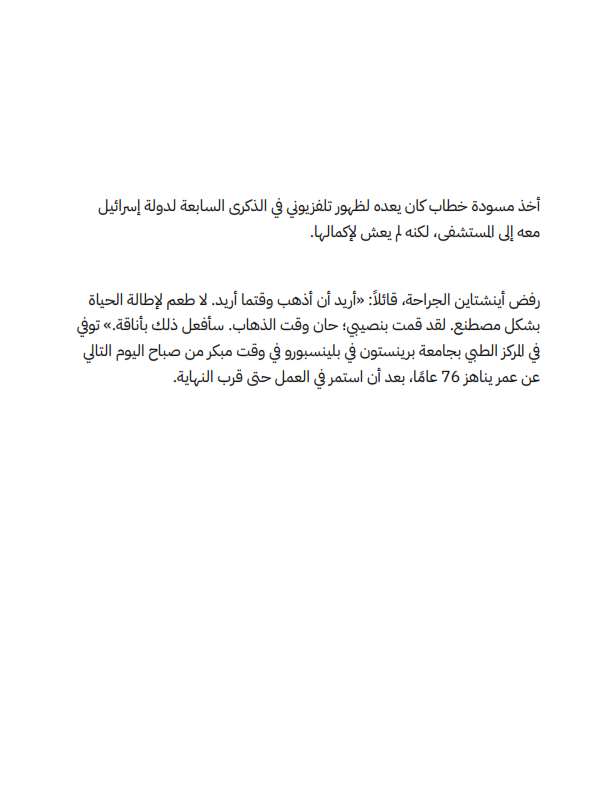 أخذ مسودة خطاب كان يعده لظهور تلفزيوني في الذكرى السابعة لدولة إسرائيل
معه إلى المستشفى، لكنه لم يعش لإكمالها.
رفض أينشتاين الجراحة، قائلاً: «أريد أن أذهب وقتما أريد. لا طعم لإطالة الحياة
بشكل مصطنع. لقد قمت بنصيبي؛ حان وقت الذهاب. سأفعل ذلك بأناقة.» توفي
في المركز الطبي بجامعة برينستون في بلينسبورو في وقت مبكر من صباح اليوم التالي
عن عمر يناهز 76 عامًا، بعد أن استمر في العمل حتى قرب النهاية.